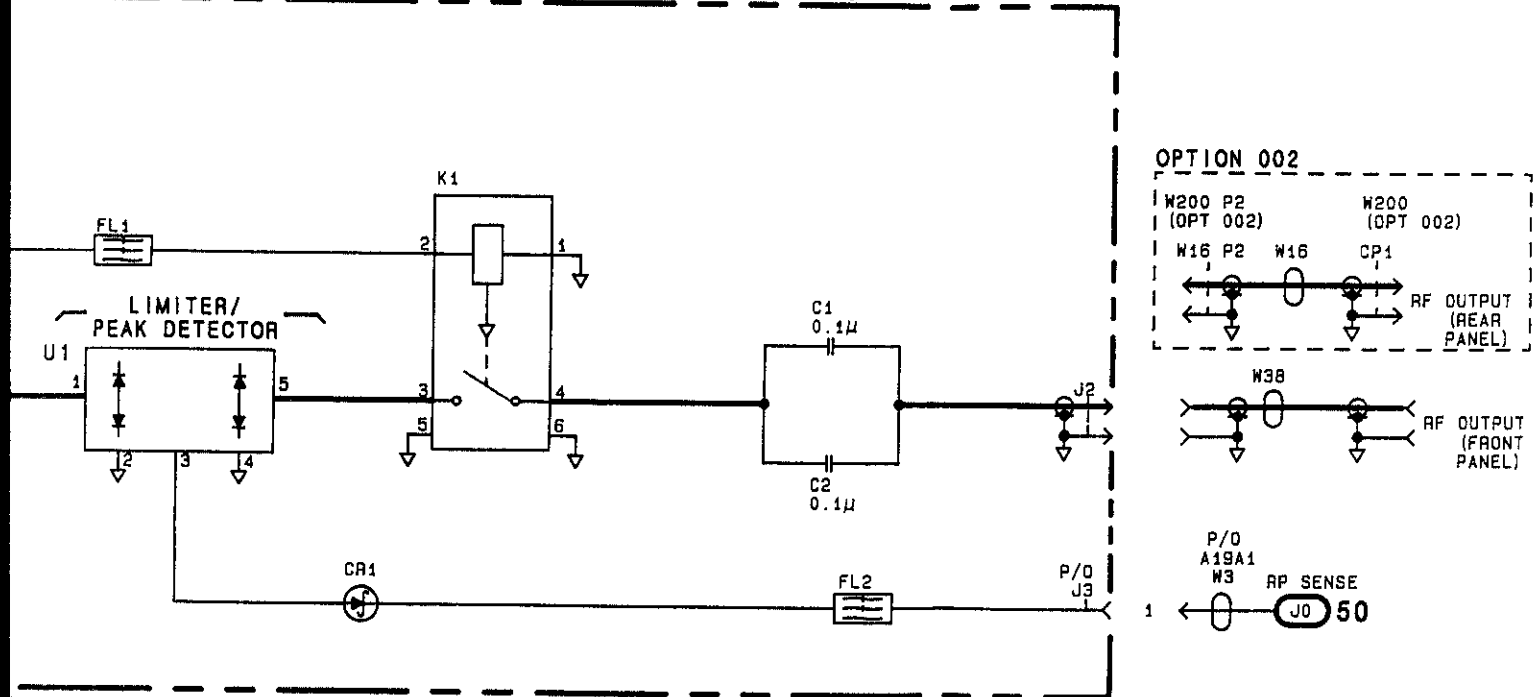 K1
OPTION 002
W200 P2
(OPT 002)
W200
(OPT 002)
FL1
2
1
W16 P2
W16
CP1
RF OUTPUT
(REAR
PANEL)
LIMITER/
PEAK DETECTOR
U1
1
5
2
3
4
C1
0.1µ
3
4
5
6
J2
W38
RF OUTPUT
(FRONT
PANEL)
C2
0.1µ
CR1
FL2
P/O
J3
1
P/O
A19A1
W3
RP SENSE
JO
50